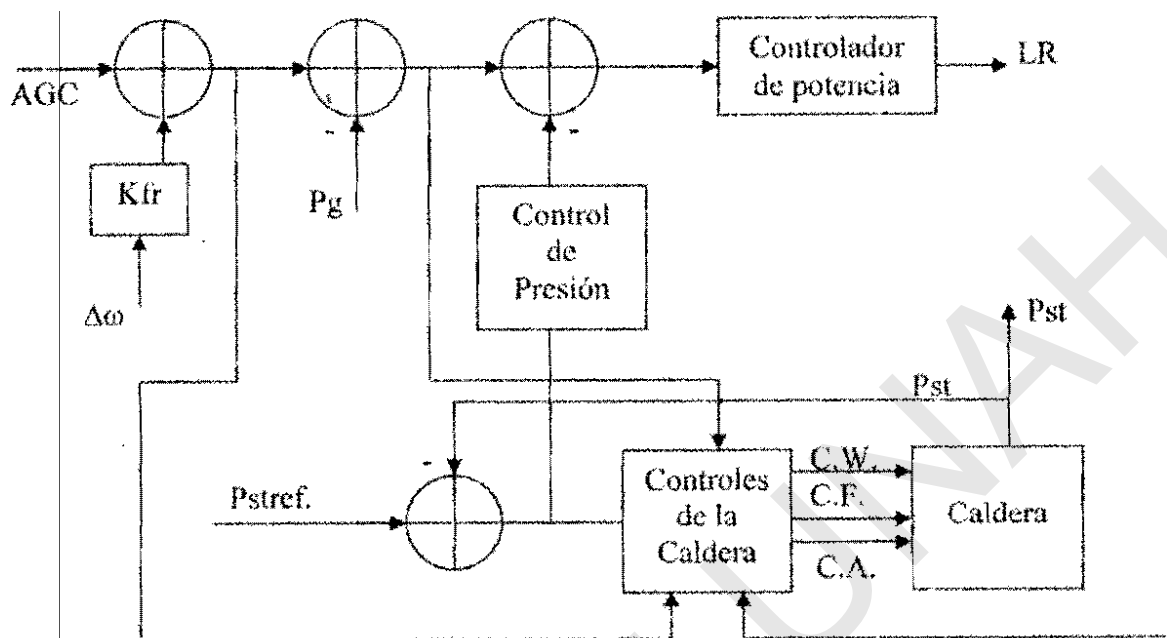 AGC
Controlador
de potencia
LR
Kfr
Pg
Control
de
Presión
Δω
Pst
Pst
Pstref.
Controles
de la
Caldera
C.W.
C.F.
C.A.
Caldera
UNAH